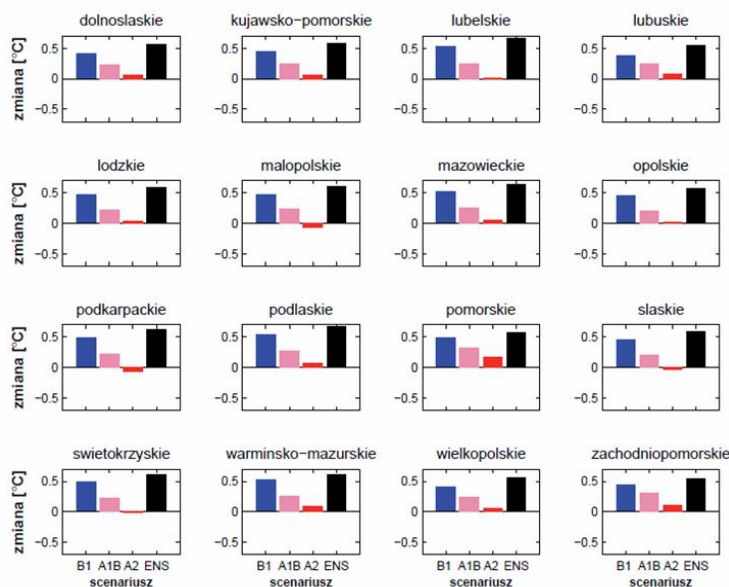 dolnoslaskie kujawsko-pomorskie lubelskie lubuskie
zmiana [°C]
0.5 0.5 0.5 0.5
0 0 0 0
−0.5 −0.5 −0.5 −0.5
lodzkie malopolskie mazowieckie opolskie
zmiana [°C]
0.5 0.5 0.5 0.5
0 0 0 0
−0.5 −0.5 −0.5 −0.5
podkarpackie podlaskie pomorskie slaskie
zmiana [°C]
0.5 0.5 0.5 0.5
0 0 0 0
−0.5 −0.5 −0.5 −0.5
swietokrzyskie warminsko-mazurskie wielkopolskie zachodniopomorskie
zmiana [°C]
0.5 0.5 0.5 0.5
0 0 0 0
−0.5 −0.5 −0.5 −0.5
B1 A1B A2 ENS B1 A1B A2 ENS B1 A1B A2 ENS B1 A1B A2 ENS
scenariusz scenariusz scenariusz scenariusz